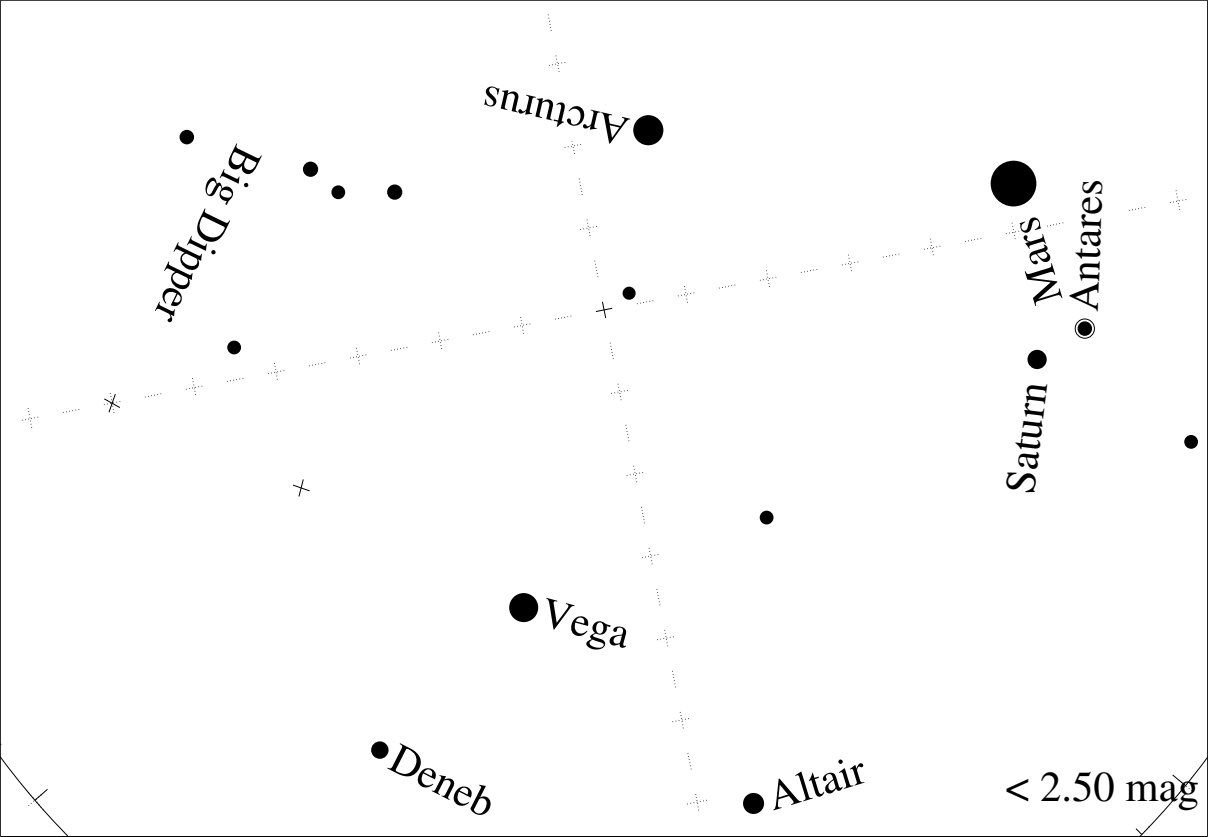 Arcturus
Big Dipper
Mars
Antares
Saturn
Vega
Deneb
Altair
< 2.50 mag